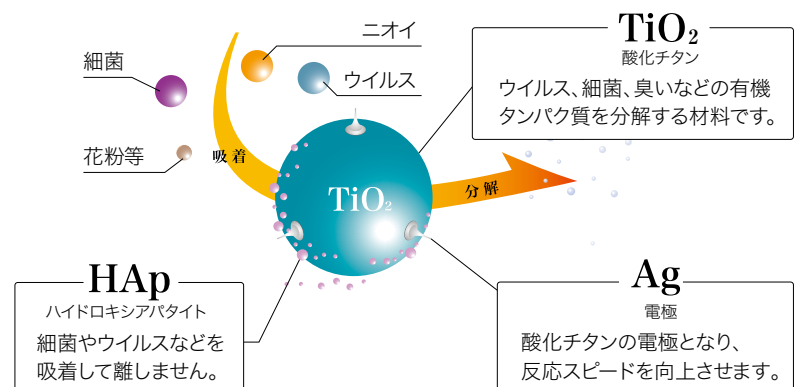 ニオイ
細菌
ウイルス
花粉等
吸着
TiO₂
分解
TiO₂
酸化チタン
ウイルス、細菌、臭いなどの有機
タンパク質を分解する材料です。
HAp
ハイドロキシアパタイト
細菌やウイルスなどを
吸着して離しません。
Ag
電極
酸化チタンの電極となり、
反応スピードを向上させます。